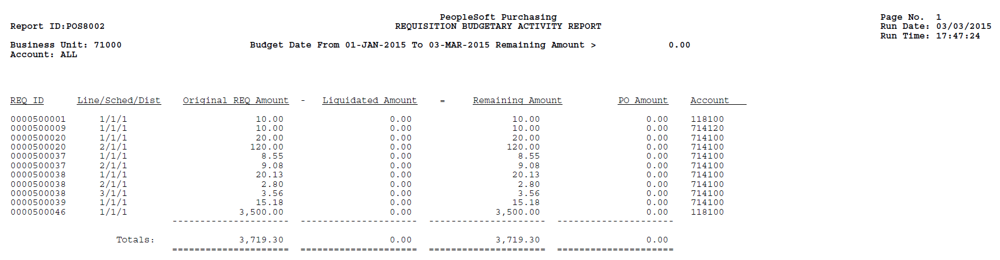 PeopleSoft Purchasing Page No. 1
Report ID:POS8002 REQUISITION BUDGETARY ACTIVITY REPORT Run Date: 03/03/2015
Run Time: 17:47:24
Business Unit: 71000 Budget Date From 01-JAN-2015 To 03-MAR-2015 Remaining Amount > 0.00
Account: ALL
REQ ID Line/Sched/Dist Original REQ Amount - Liquidated Amount = Remaining Amount PO Amount Account
0000500001 1/1/1 10.00 0.00 10.00 0.00 118100
0000500009 1/1/1 10.00 0.00 10.00 0.00 714120
0000500020 1/1/1 20.00 0.00 20.00 0.00 714100
0000500020 2/1/1 120.00 0.00 120.00 0.00 714100
0000500037 1/1/1 8.55 0.00 8.55 0.00 714100
0000500037 2/1/1 9.08 0.00 9.08 0.00 714100
0000500038 1/1/1 20.13 0.00 20.13 0.00 714100
0000500038 2/1/1 2.80 0.00 2.80 0.00 714100
0000500038 3/1/1 3.56 0.00 3.56 0.00 714100
0000500039 1/1/1 15.18 0.00 15.18 0.00 714100
0000500046 1/1/1 3,500.00 0.00 3,500.00 0.00 118100
--------------------- --------------------- --------------------- ---------------------
Totals: 3,719.30 0.00 3,719.30 0.00
===================== ===================== ===================== =====================